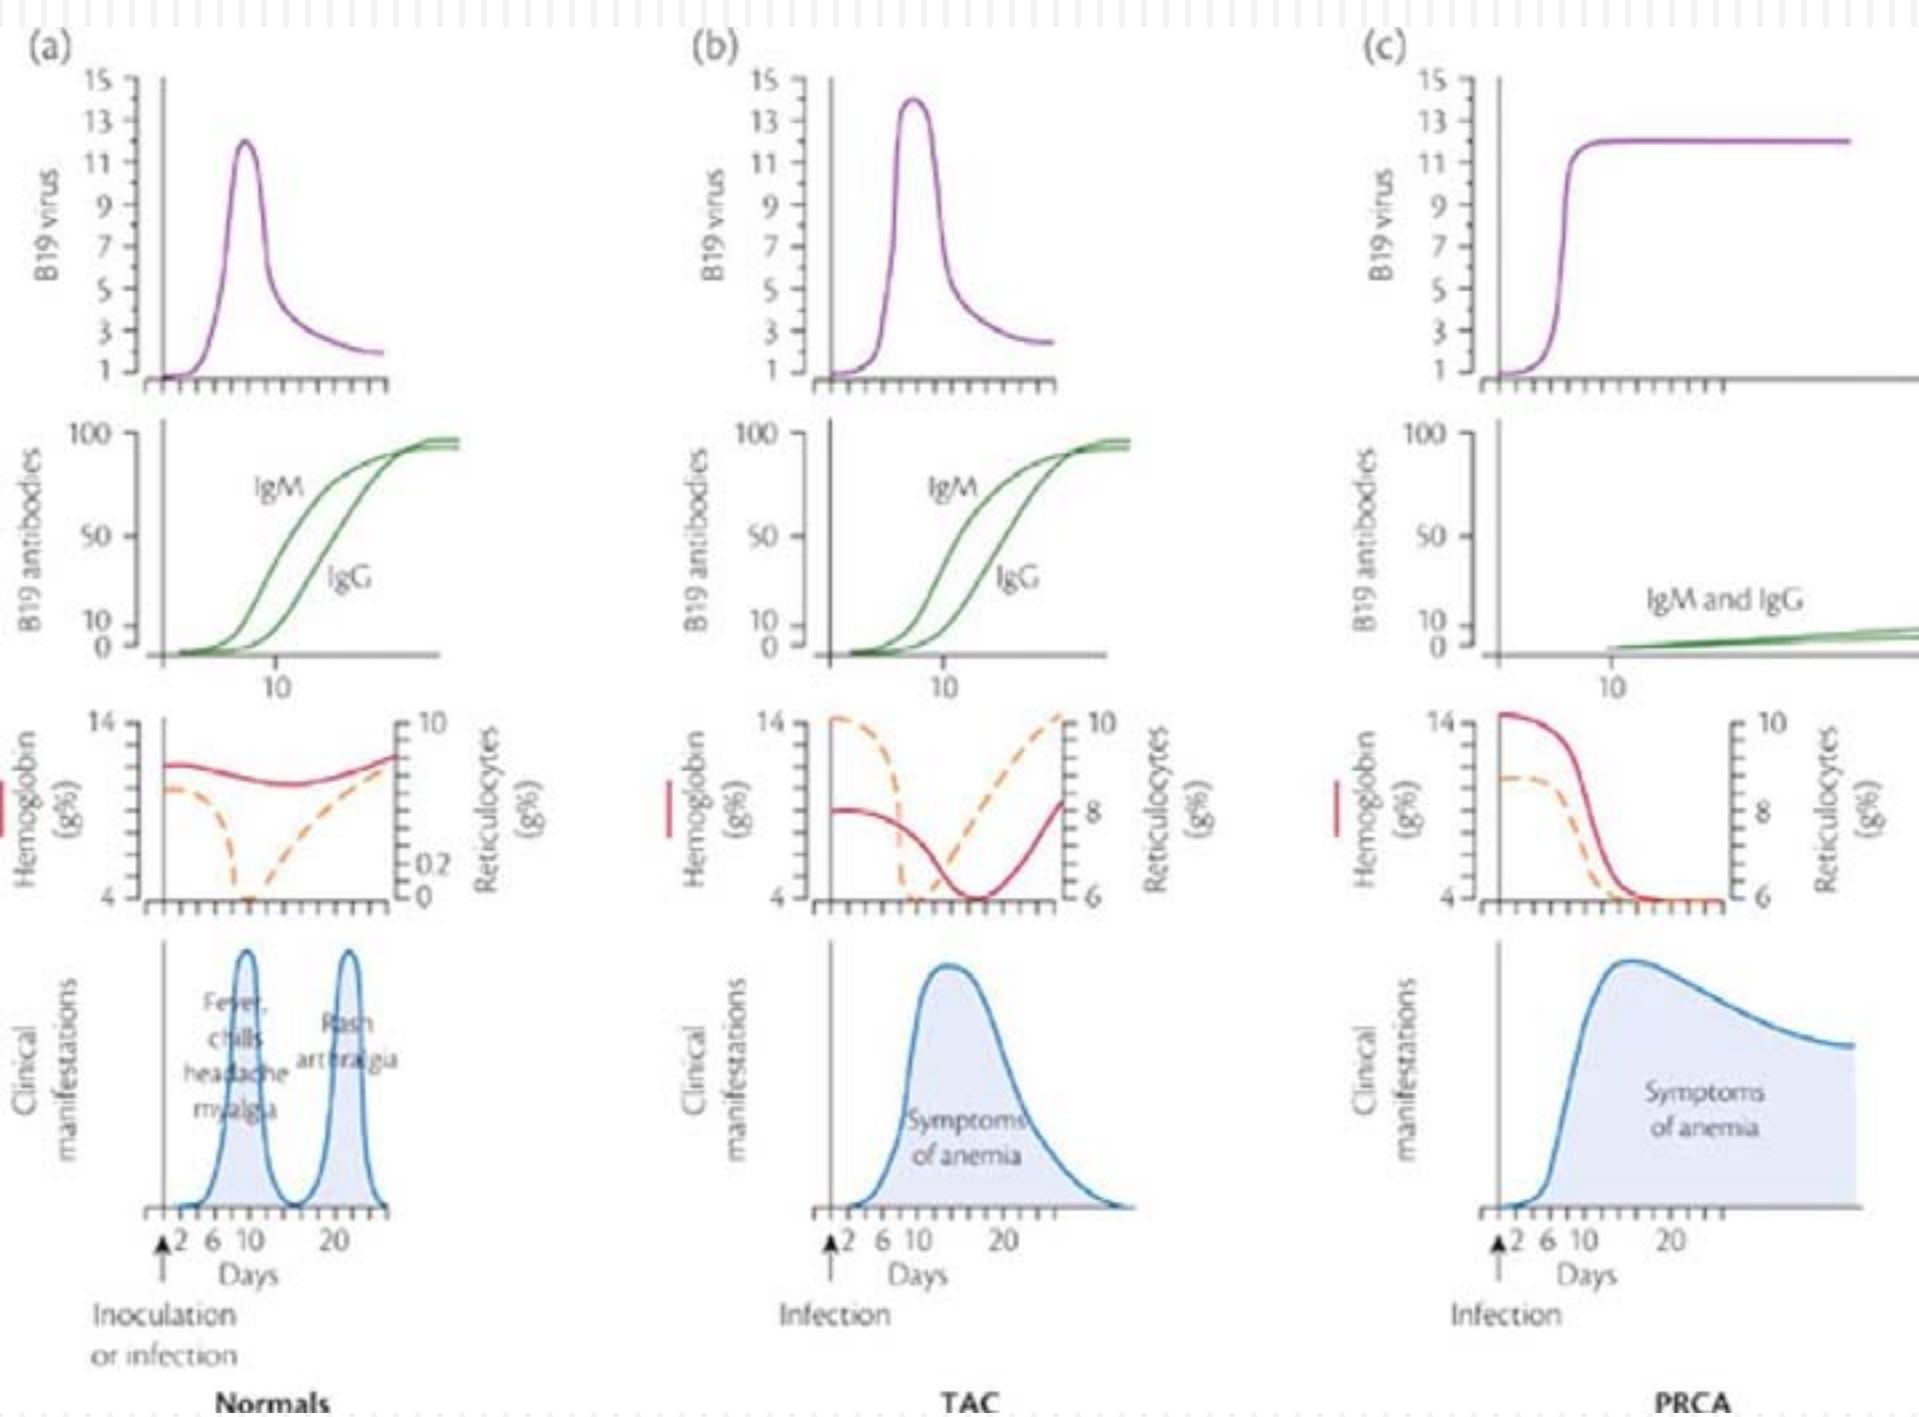 (a)
15
13
11
9
7
5
3
1
B19 virus
100
50
10
0
B19 antibodies
IgM
IgG
10
14
4
Hemoglobin
(g%)
10
0.2
0
Reticulocytes
(g%)
Clinical
manifestations
Fever,
chills
headache
myalgia
Rash
arthralgia
2 6 10 20
Days
Inoculation
or infection
Normals
(b)
15
13
11
9
7
5
3
1
B19 virus
100
50
10
0
B19 antibodies
IgM
IgG
10
14
4
Hemoglobin
(g%)
10
8
6
Reticulocytes
(g%)
Clinical
manifestations
Symptoms
of anemia
2 6 10 20
Days
Infection
TAC
(c)
15
13
11
9
7
5
3
1
B19 virus
100
50
10
0
B19 antibodies
IgM and IgG
10
14
4
Hemoglobin
(g%)
10
8
6
Reticulocytes
(g%)
Clinical
manifestations
Symptoms
of anemia
2 6 10 20
Days
Infection
PRCA